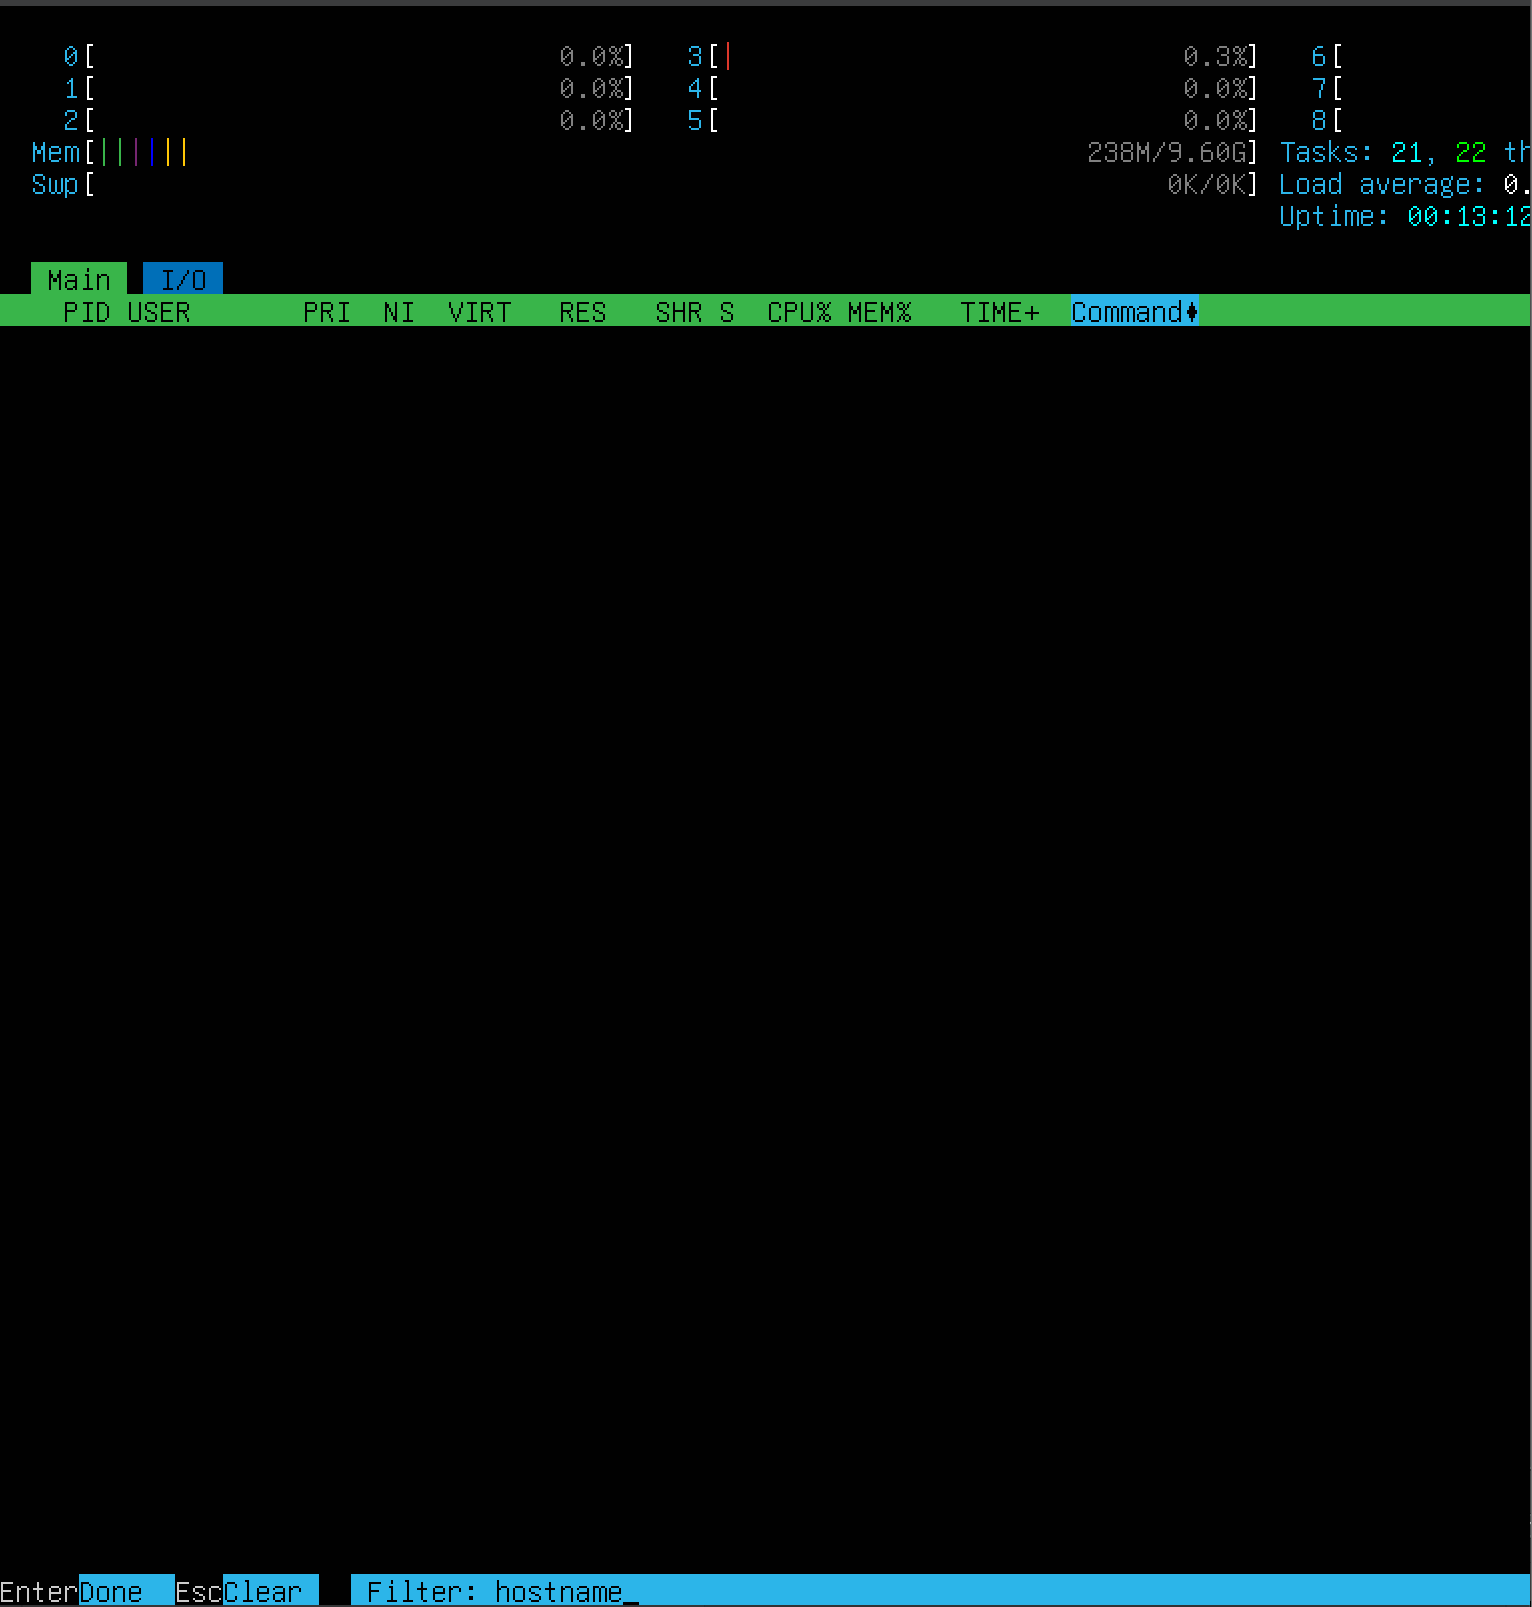 0[ 0.0%] 3[| 0.3%] 6[
1[ 0.0%] 4[ 0.0%] 7[
2[ 0.0%] 5[ 0.0%] 8[
Mem[|||||| 238M/9.60G] Tasks: 21, 22 th
Swp[ 0K/0K] Load average: 0.
Uptime: 00:13:12
Main I/O
PID USER PRI NI VIRT RES SHR S CPU% MEM% TIME+ Command♦
EnterDone EscClear Filter: hostname_